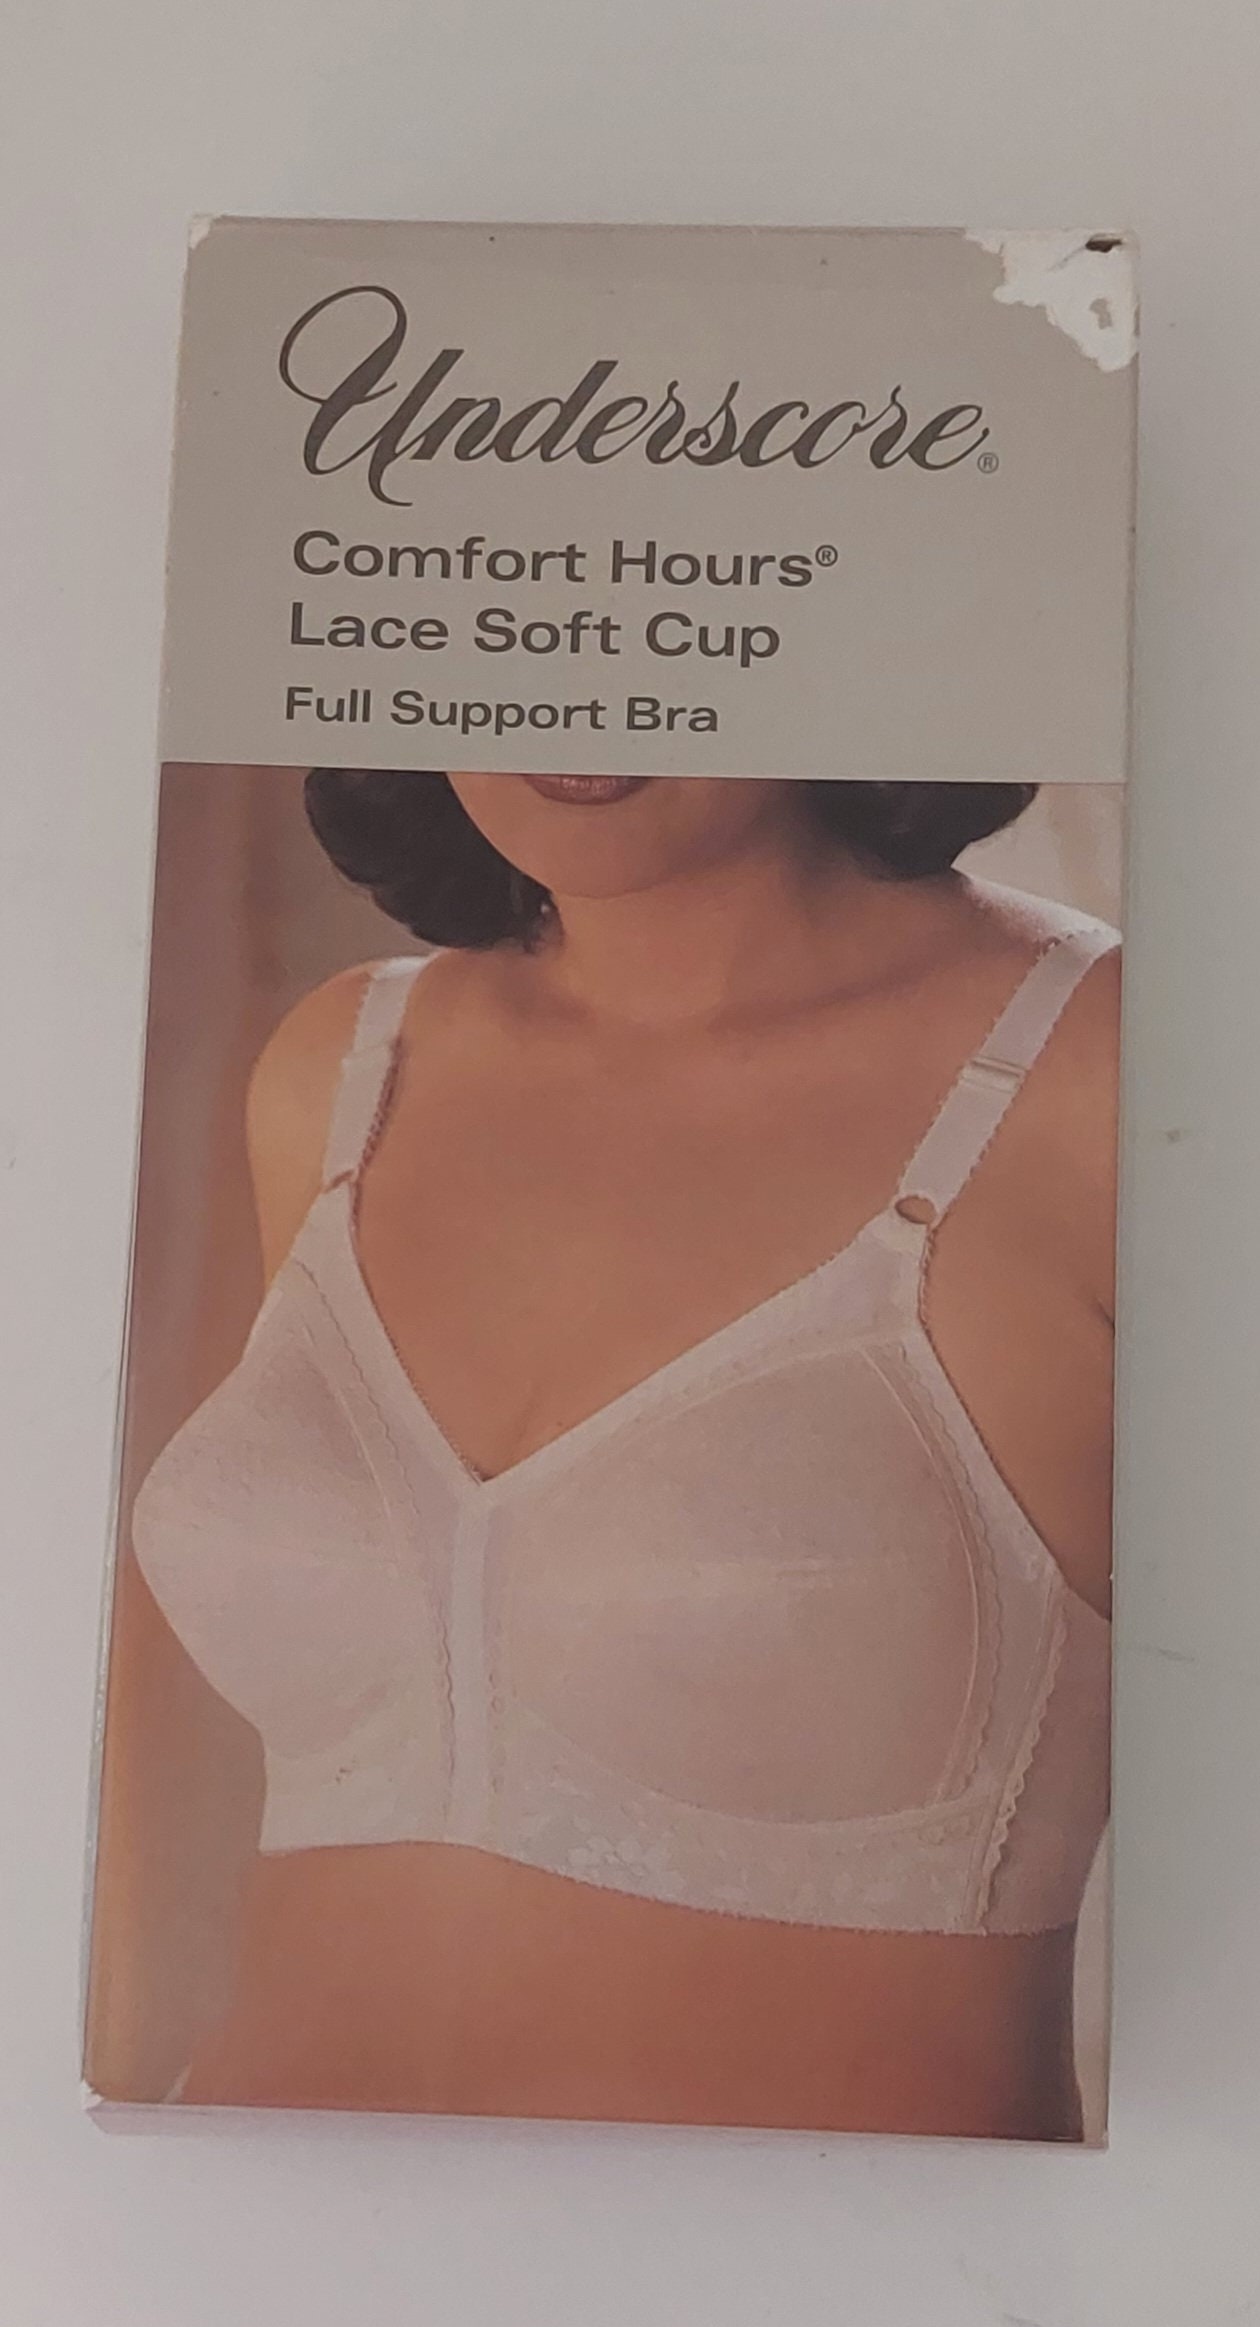 Underscore®
Comfort Hours®
Lace Soft Cup
Full Support Bra